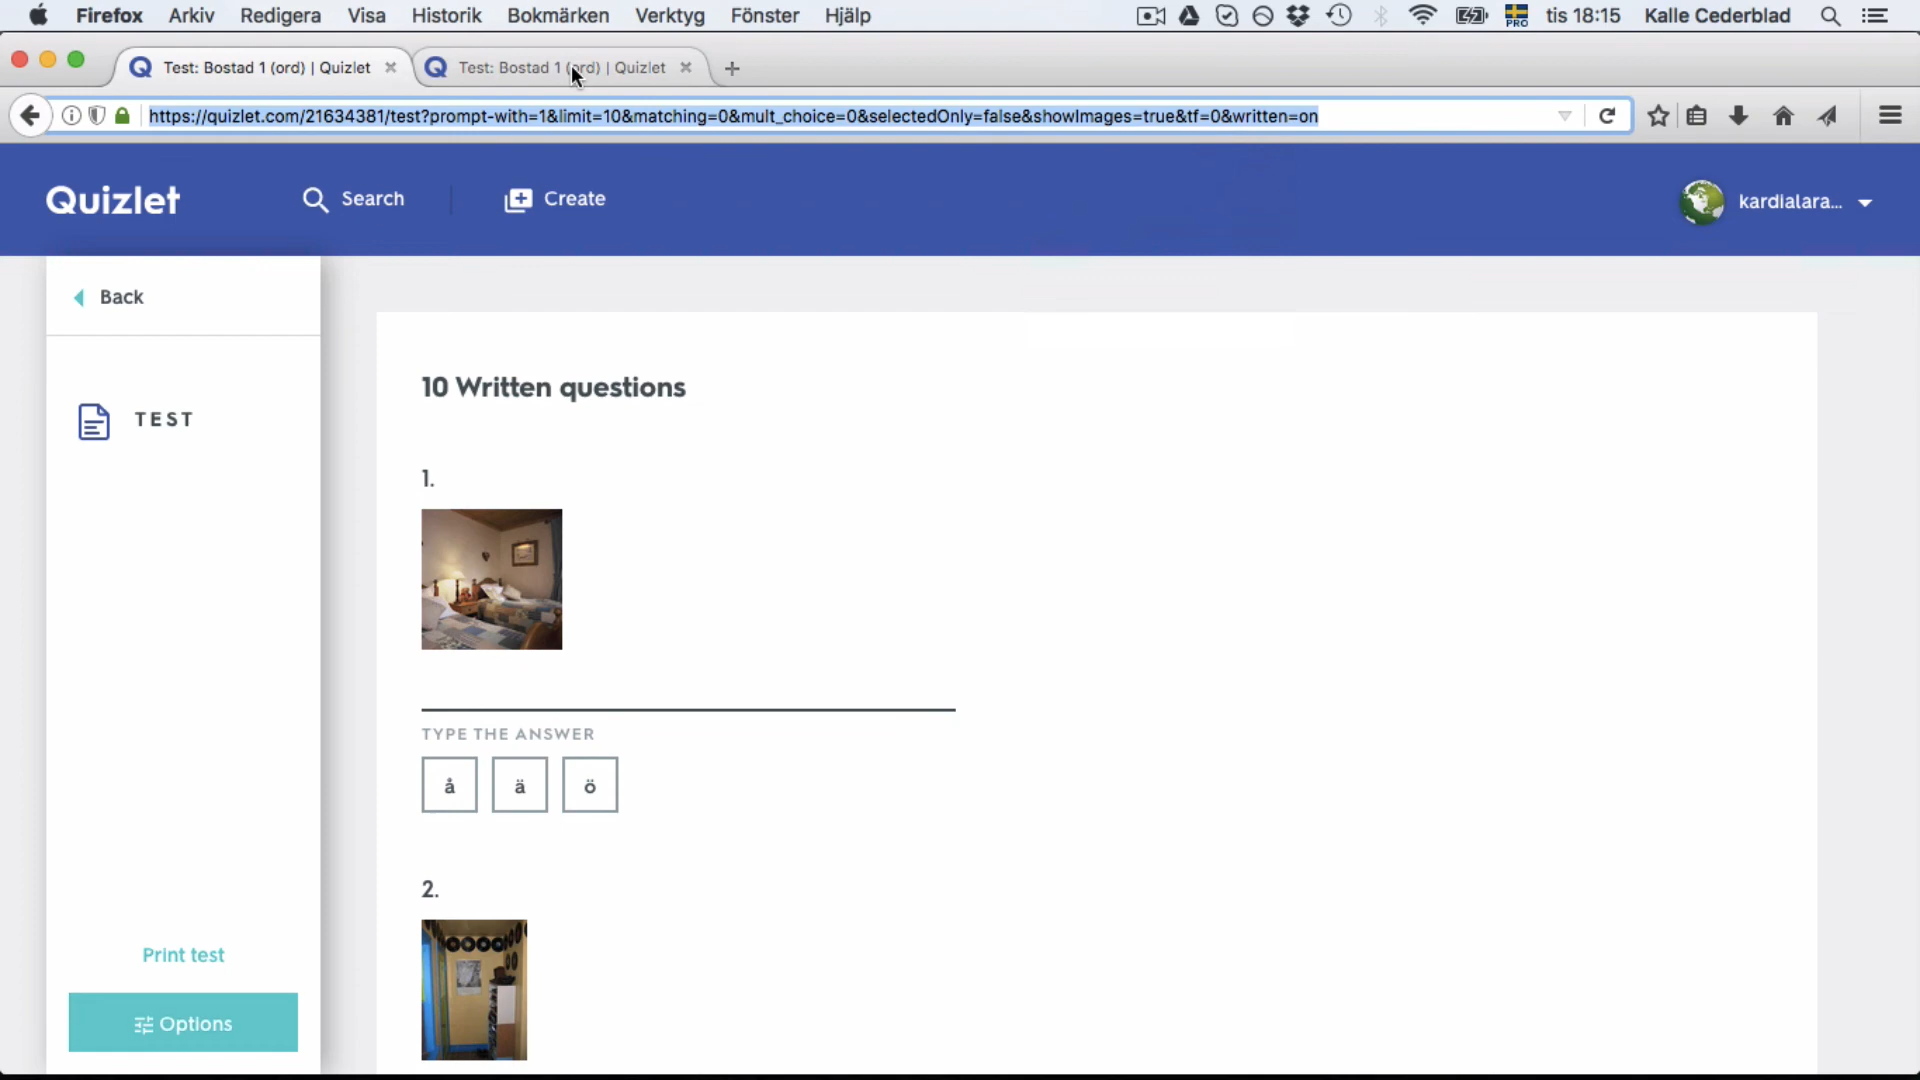 Firefox Arkiv Redigera Visa Historik Bokmärken Verktyg Fönster Hjälp PRO tis 18:15 Kalle Cederblad
Test: Bostad 1 (ord) | Quizlet Test: Bostad 1 (ord) | Quizlet
https://quizlet.com/21634381/test?prompt-with=1&limit=10&matching=0&mult_choice=0&selectedOnly=false&showImages=true&tf=0&written=on
Quizlet Search Create kardialara...
Back
TEST
10 Written questions
1.
TYPE THE ANSWER
å ä ö
2.
Print test
Options